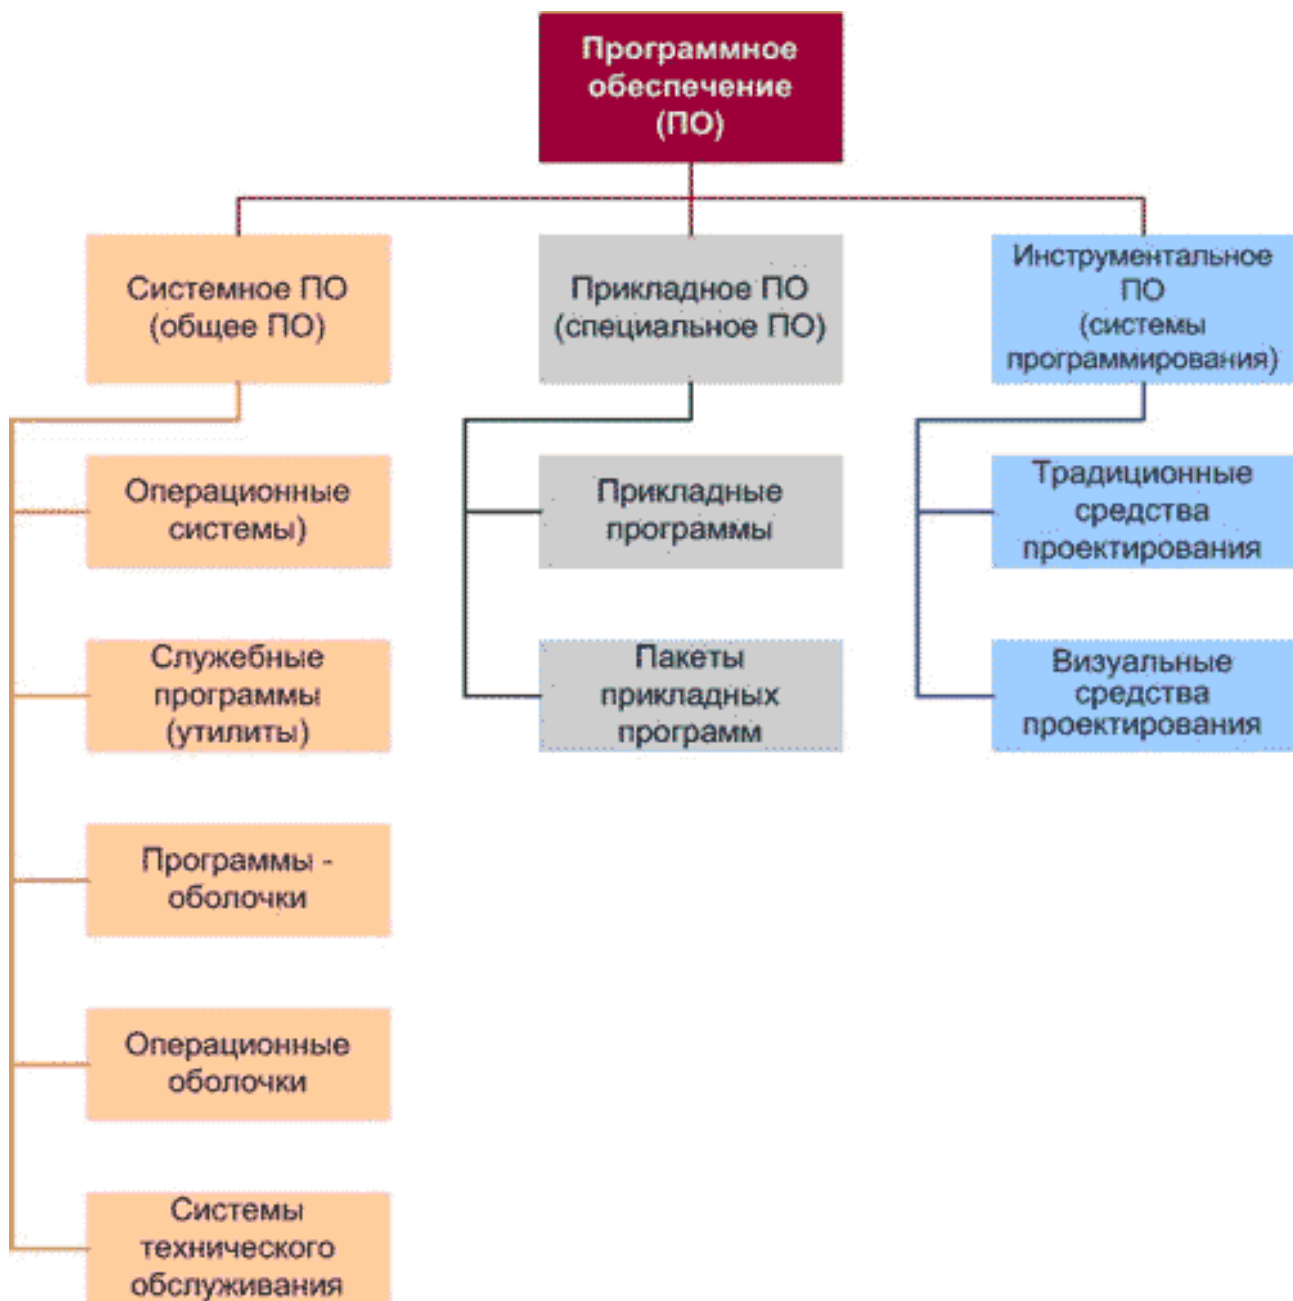 Программное
обеспечение
(ПО)
Системное ПО
(общее ПО)
Прикладное ПО
(специальное ПО)
Инструментальное
ПО
(системы
программирования)
Операционные
системы)
Служебные
программы
(утилиты)
Программы -
оболочки
Операционные
оболочки
Системы
технического
обслуживания
Прикладные
программы
Пакеты
прикладных
программ
Традиционные
средства
проектирования
Визуальные
средства
проектирования